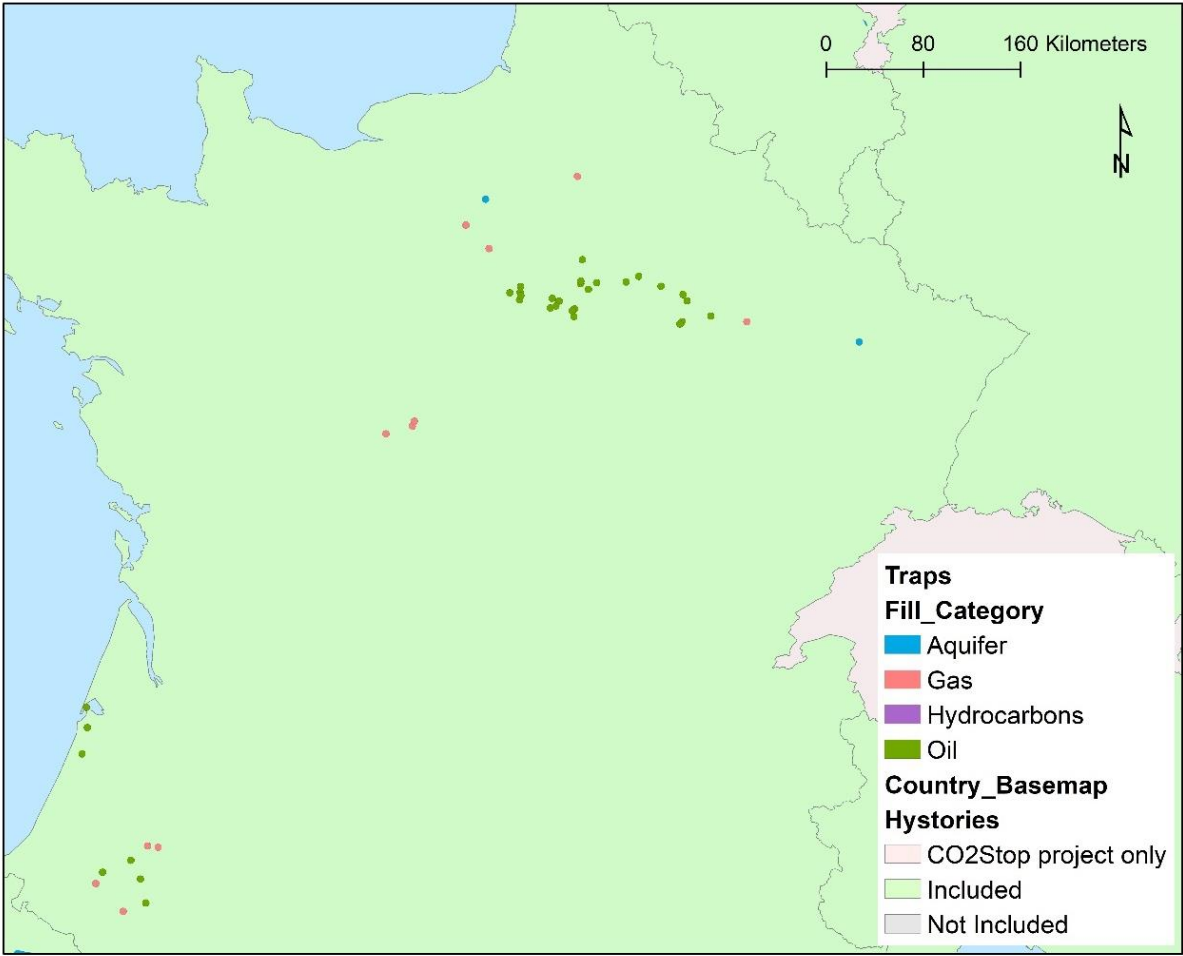 0 80 160 Kilometers
N
Traps
Fill_Category
Aquifer
Gas
Hydrocarbons
Oil
Country_Basemap
Hystories
CO2Stop project only
Included
Not Included